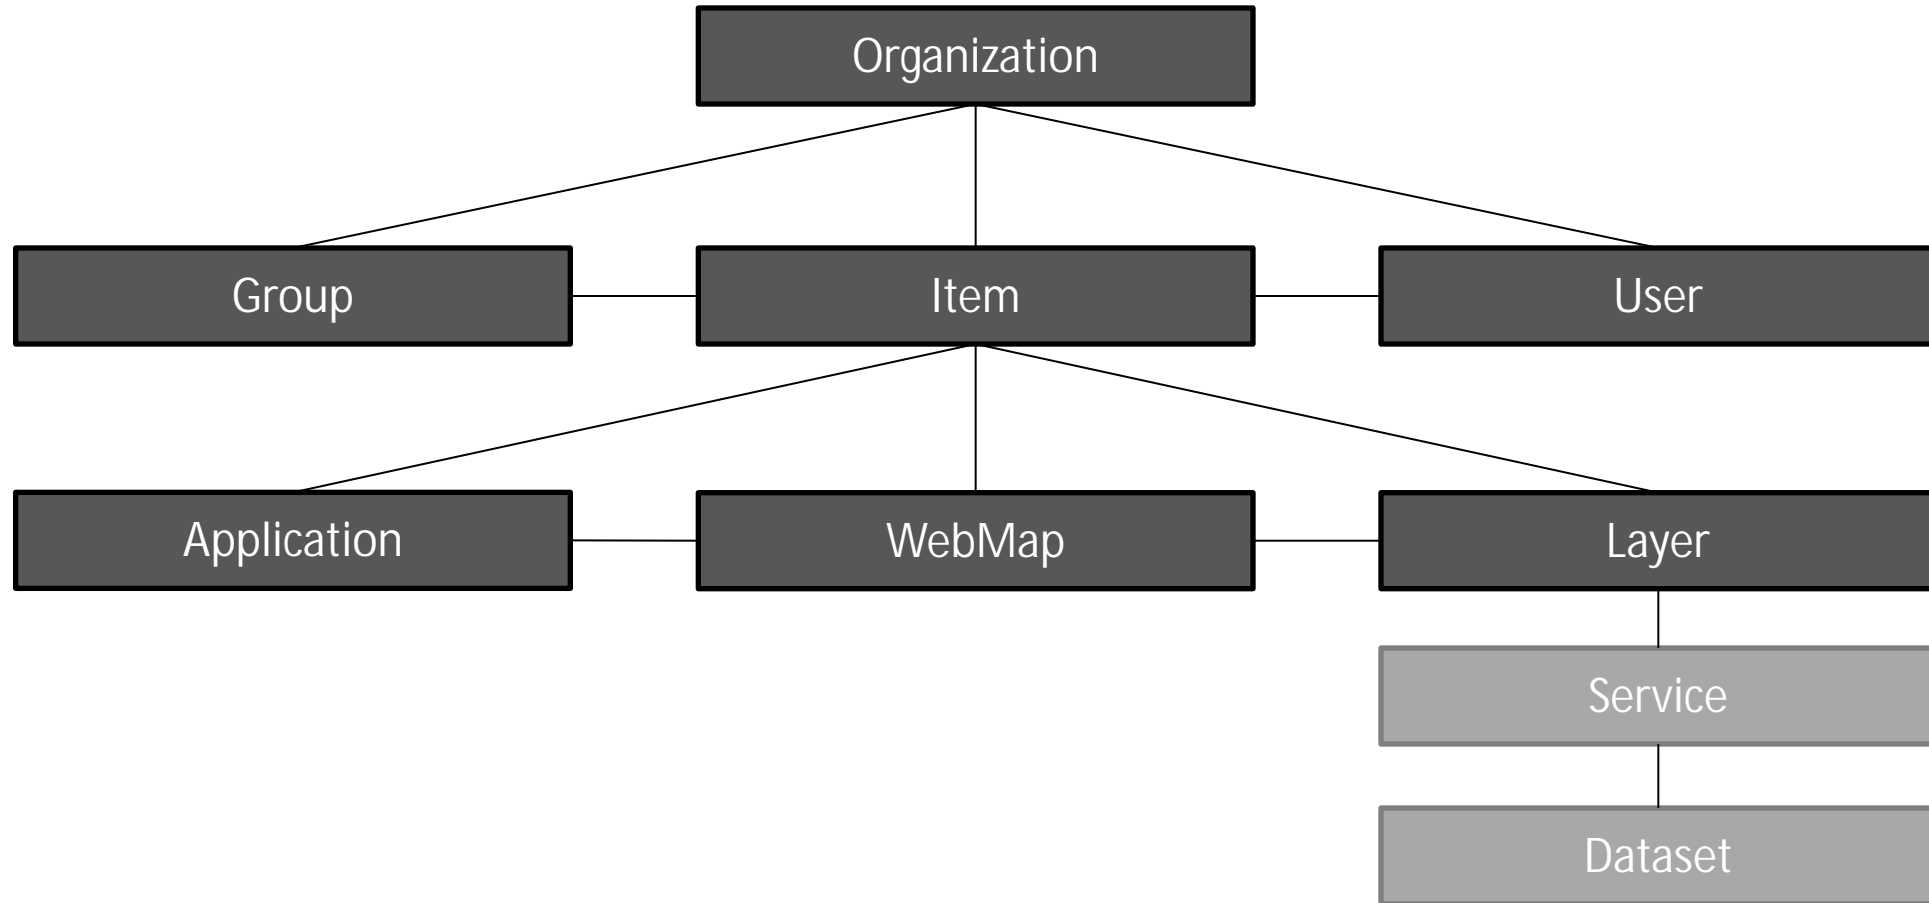 Organization
Group
Item
User
Application
WebMap
Layer
Service
Dataset